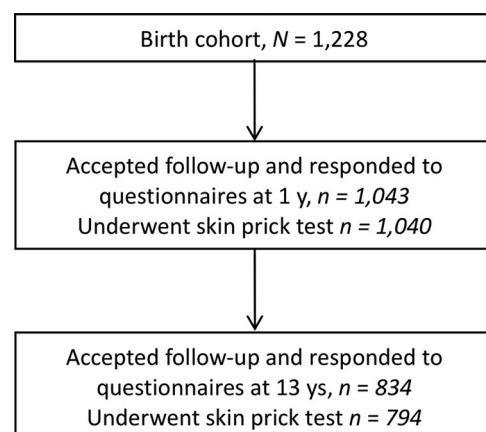 Birth cohort, N = 1,228
Accepted follow-up and responded to
questionnaires at 1 y, n = 1,043
Underwent skin prick test n = 1,040
Accepted follow-up and responded to
questionnaires at 13 ys, n = 834
Underwent skin prick test n = 794